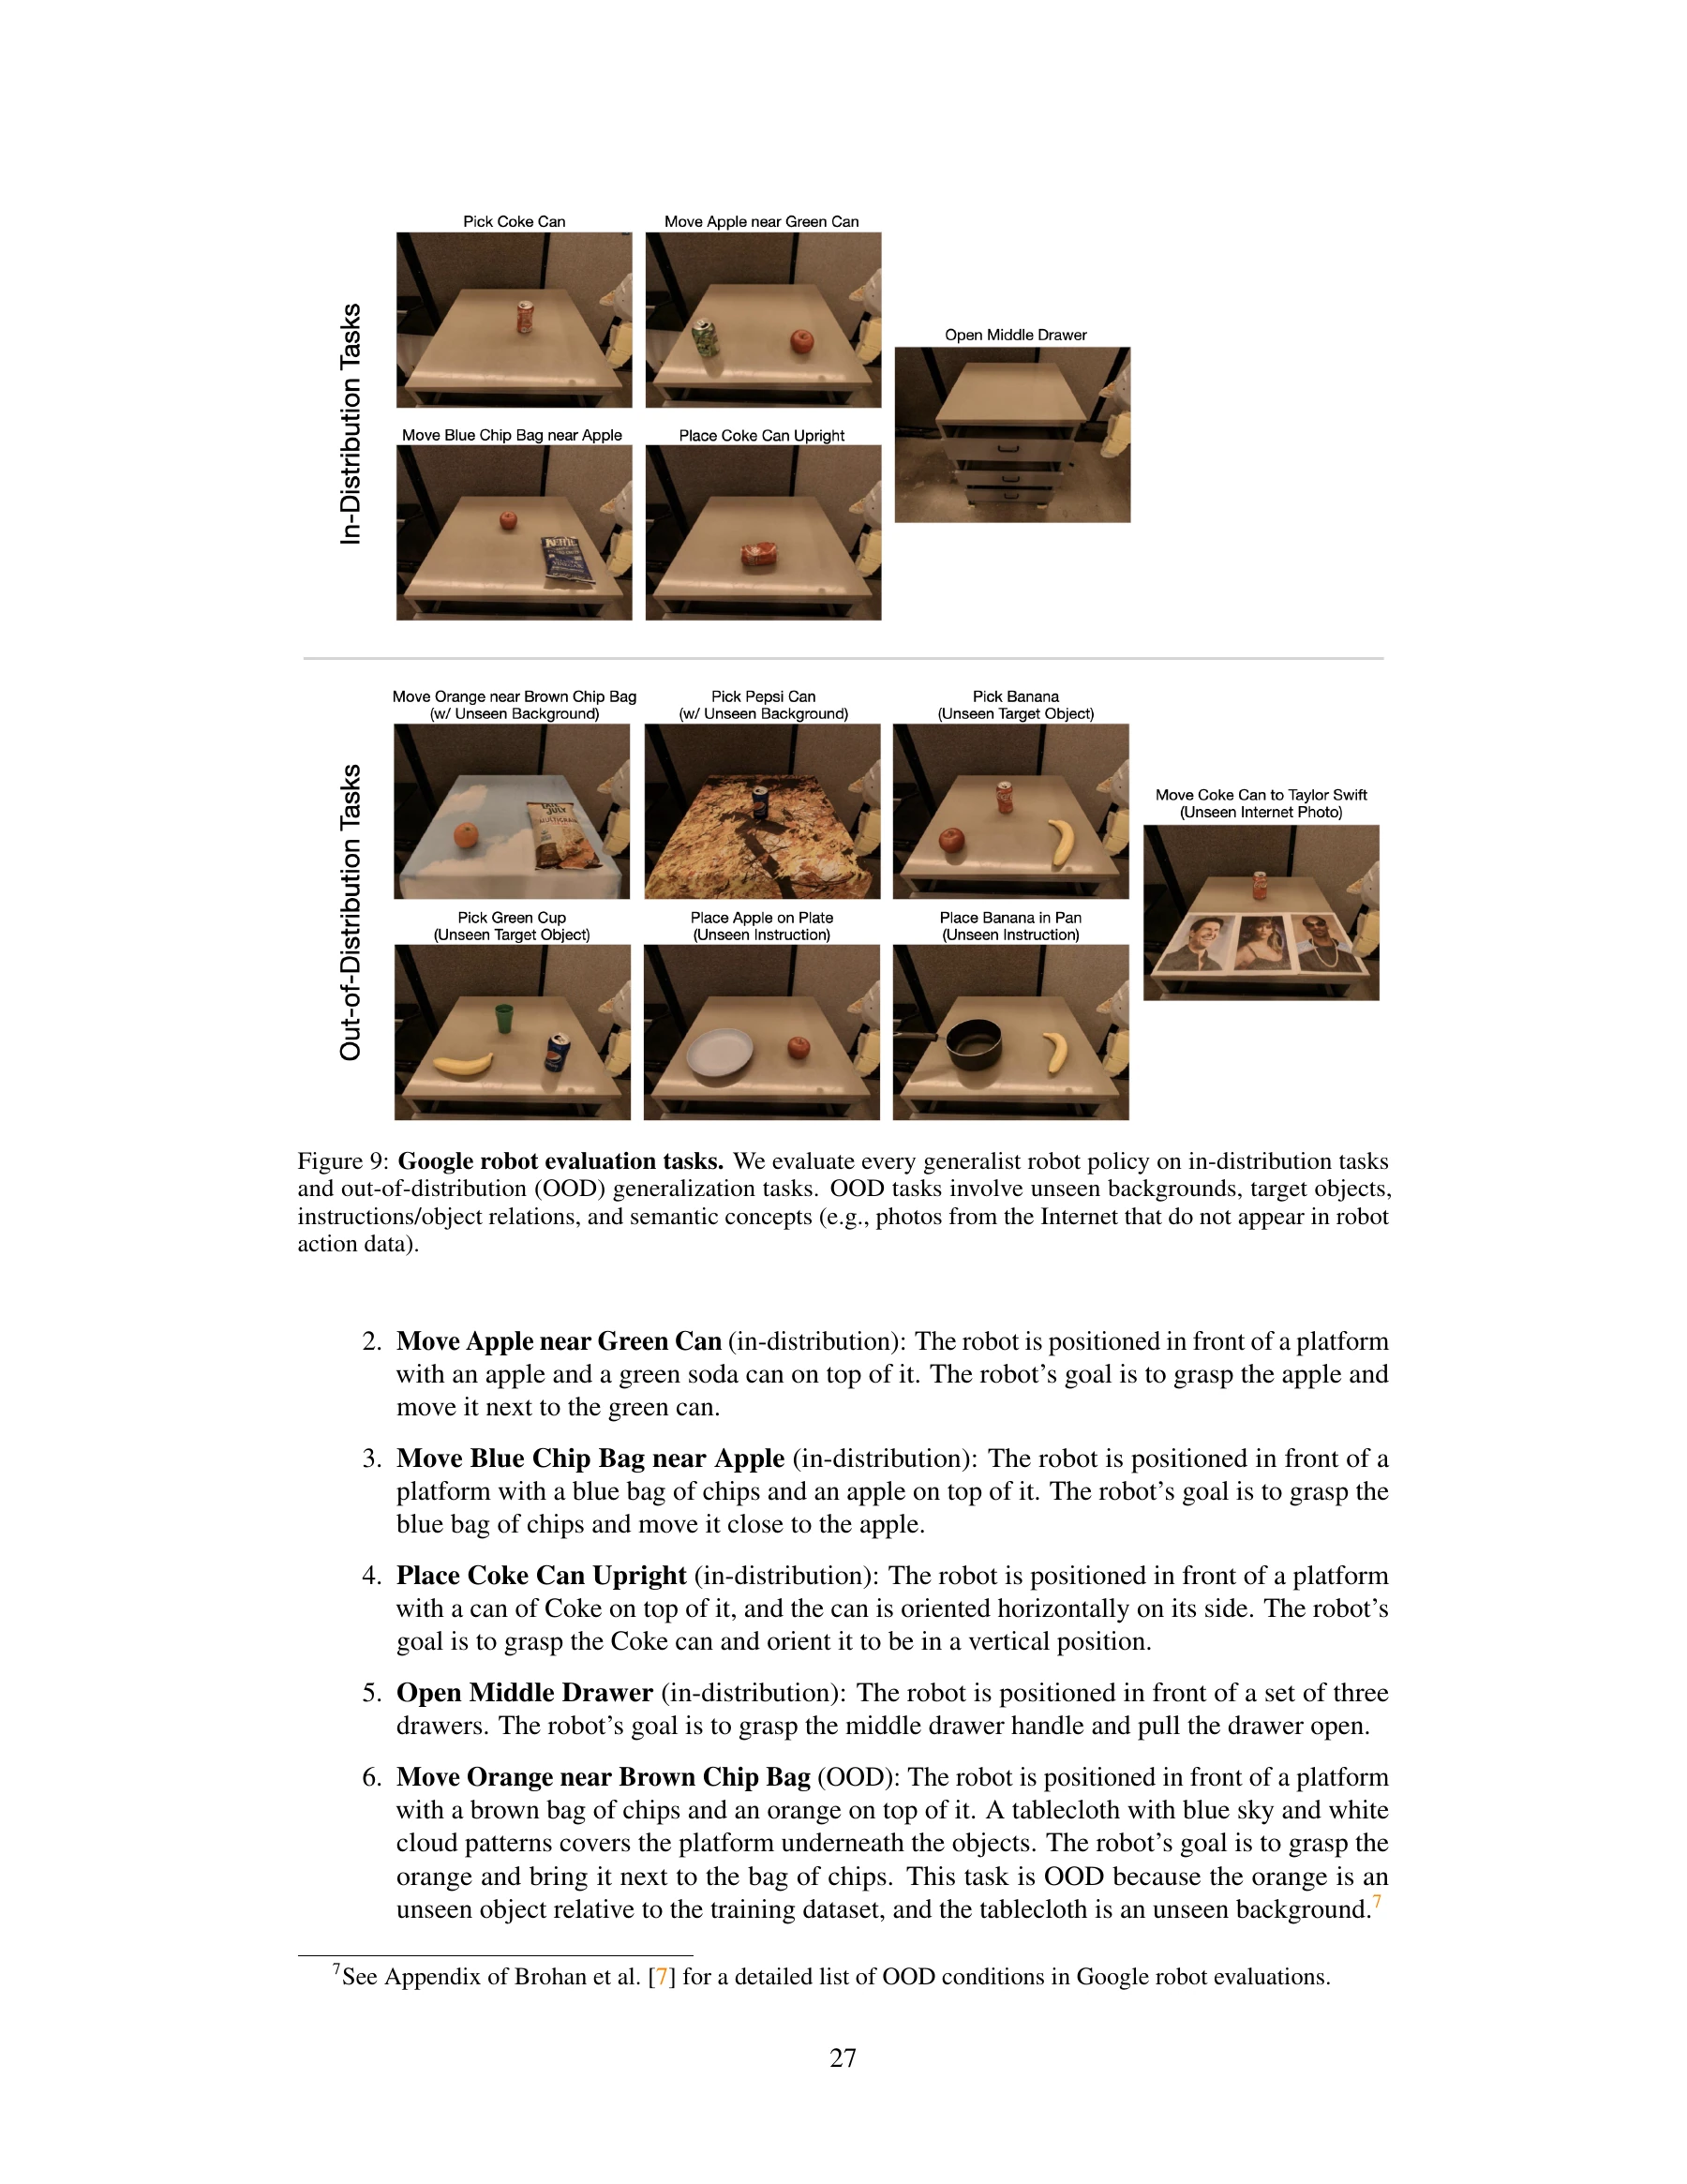 In-Distribution Tasks
Pick Coke Can
Move Apple near Green Can
Open Middle Drawer
Move Blue Chip Bag near Apple
Place Coke Can Upright
Out-of-Distribution Tasks
Move Orange near Brown Chip Bag
(w/ Unseen Background)
Pick Pepsi Can
(w/ Unseen Background)
Pick Banana
(Unseen Target Object)
Move Coke Can to Taylor Swift
(Unseen Internet Photo)
JULY
MULTIGRAIN
Pick Green Cup
(Unseen Target Object)
Place Apple on Plate
(Unseen Instruction)
Place Banana in Pan
(Unseen Instruction)
Figure 9: Google robot evaluation tasks. We evaluate every generalist robot policy on in-distribution tasks
and out-of-distribution (OOD) generalization tasks. OOD tasks involve unseen backgrounds, target objects,
instructions/object relations, and semantic concepts (e.g., photos from the Internet that do not appear in robot
action data).
2. Move Apple near Green Can (in-distribution): The robot is positioned in front of a platform
with an apple and a green soda can on top of it. The robot's goal is to grasp the apple and
move it next to the green can.
3. Move Blue Chip Bag near Apple (in-distribution): The robot is positioned in front of a
platform with a blue bag of chips and an apple on top of it. The robot's goal is to grasp the
blue bag of chips and move it close to the apple.
4. Place Coke Can Upright (in-distribution): The robot is positioned in front of a platform
with a can of Coke on top of it, and the can is oriented horizontally on its side. The robot's
goal is to grasp the Coke can and orient it to be in a vertical position.
5. Open Middle Drawer (in-distribution): The robot is positioned in front of a set of three
drawers. The robot's goal is to grasp the middle drawer handle and pull the drawer open.
6. Move Orange near Brown Chip Bag (OOD): The robot is positioned in front of a platform
with a brown bag of chips and an orange on top of it. A tablecloth with blue sky and white
cloud patterns covers the platform underneath the objects. The robot's goal is to grasp the
orange and bring it next to the bag of chips. This task is OOD because the orange is an
unseen object relative to the training dataset, and the tablecloth is an unseen background.7
7See Appendix of Brohan et al. [7] for a detailed list of OOD conditions in Google robot evaluations.
27